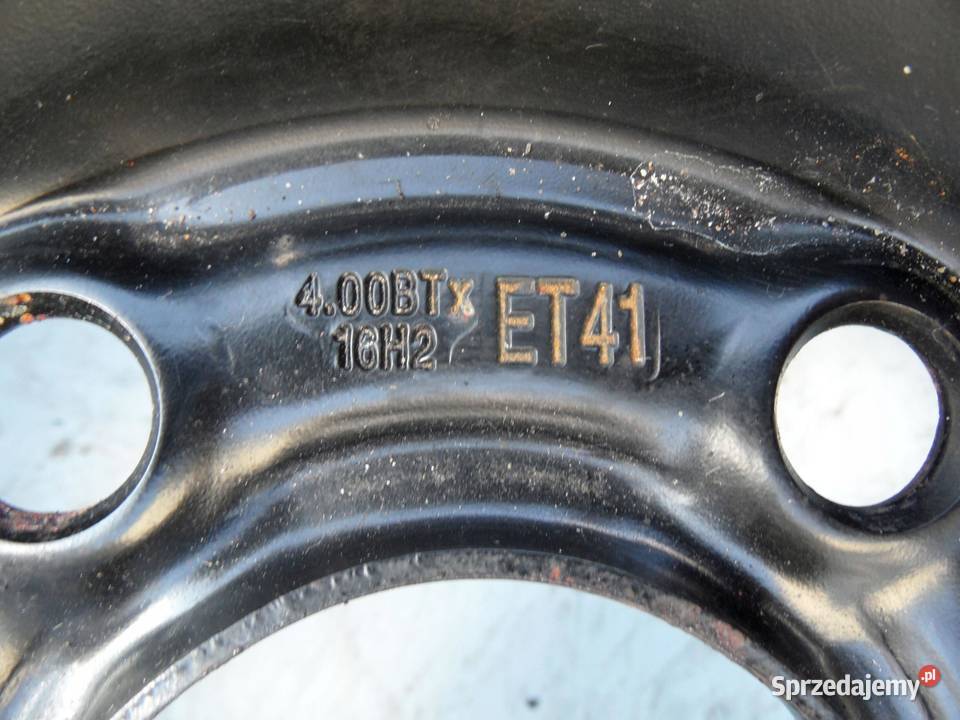 4.00BTx
16H2
ET41
Sprzedajemy.pl